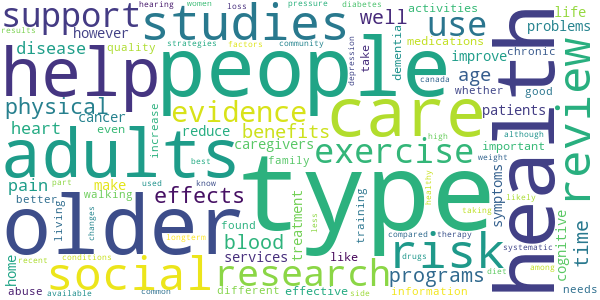 support
studies
use
well
hearing
women
loss
pressure
diabetes
activities
life
results
however
strategies
factors
community
depression
take
dementia
medications
problems
disease
quality
improve
chronic
help
people
care
health
review
age
whether
good
physical
cancer
evidence
canada
patients
heart
even
increase
reduce
benefits
high
although
caregivers
exercise
important
adults
best
family
weight
pain
part
make
used
know
type
older
better
walking
effects
treatment
less
training
healthy
taking
likely
symptoms
cognitive
time
living
changes
found
compared
therapy
risk
systematic
blood
social
longterm
services
like
drugs
diet
among
home
recent
conditions
research
programs
abuse
available
common
different
effective
side
information
needs